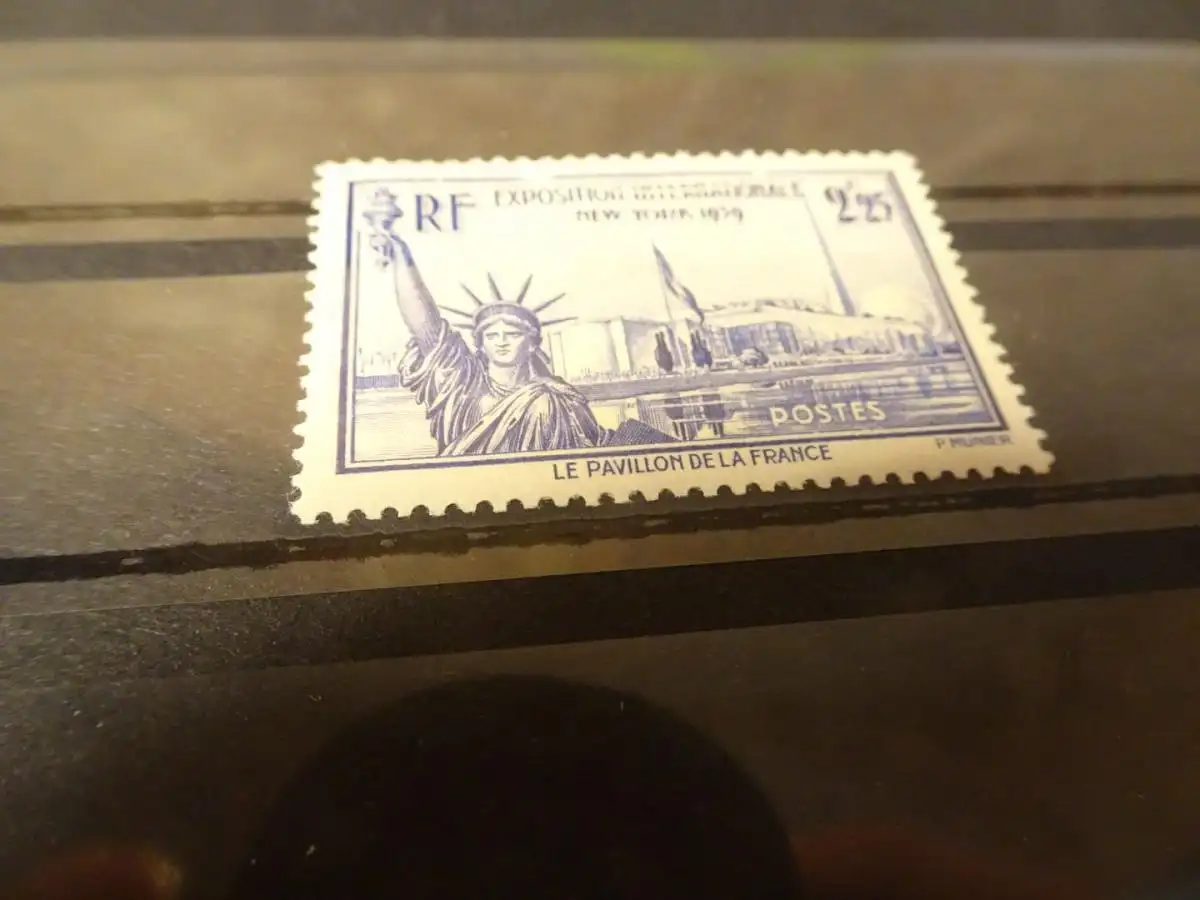 RF
EXPOSITION INTERNATIONALE
NEW YORK 1939
2F25
POSTES
LE PAVILLON DE LA FRANCE
P. MUNIER